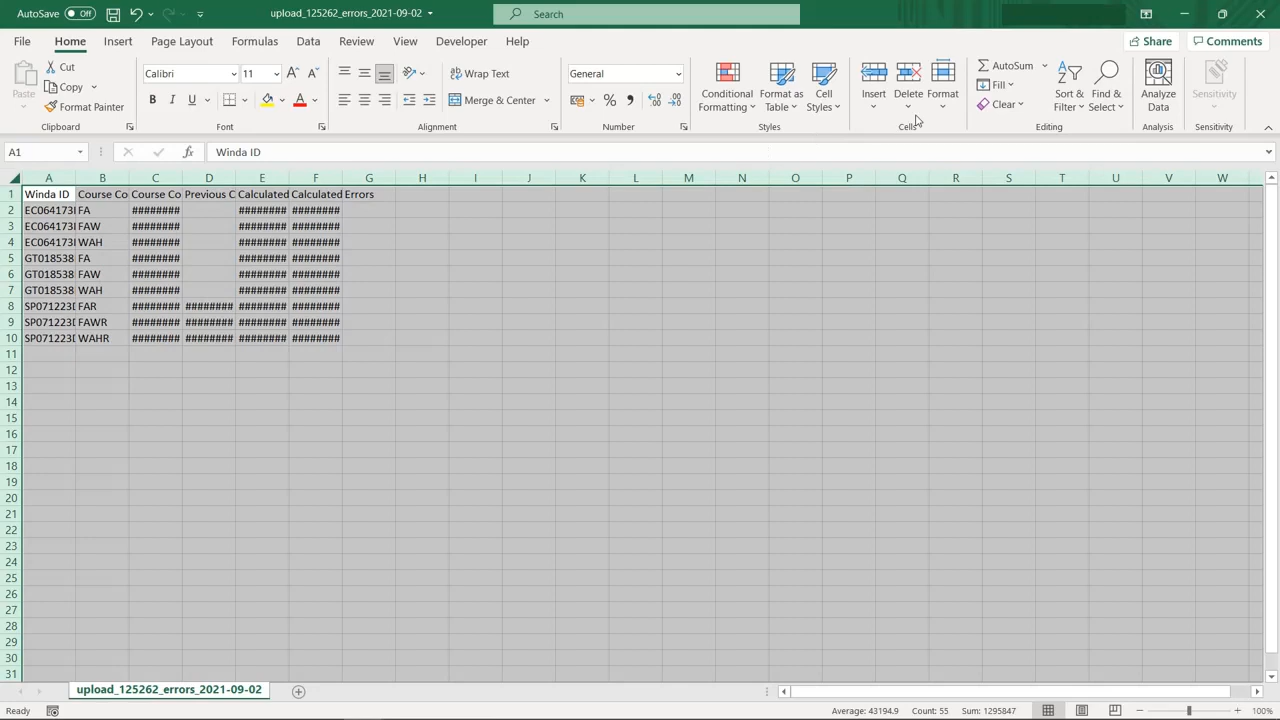 AutoSave Off upload_125262_errors_2021-09-02 Search
File Home Insert Page Layout Formulas Data Review View Developer Help Share Comments
Paste Cut Copy Format Painter Clipboard
Calibri 11 A A B I U A Font
Wrap Text Merge & Center Alignment
General % , Number
Conditional Formatting Format as Table Cell Styles Styles
Insert Delete Format Cells
AutoSum Fill Clear Sort & Filter Find & Select Editing
Analyze Data Analysis
Sensitivity Sensitivity
A1 fx Winda ID
A B C D E F G H I J K L M N O P Q R S T U V W
1 Winda ID Course Co Course Co Previous C Calculated Calculated Errors
2 EC064173 FA ######## ######## ########
3 EC064173 FAW ######## ######## ########
4 EC064173 WAH ######## ######## ########
5 GT018538 FA ######## ######## ########
6 GT018538 FAW ######## ######## ########
7 GT018538 WAH ######## ######## ########
8 SP071223 FAR ######## ######## ######## ########
9 SP071223 FAWR ######## ######## ######## ########
10 SP071223 WAHR ######## ######## ######## ########
11
12
13
14
15
16
17
18
19
20
21
22
23
24
25
26
27
28
29
30
31
upload_125262_errors_2021-09-02
Ready Average: 43194.9 Count: 55 Sum: 1295847 100%